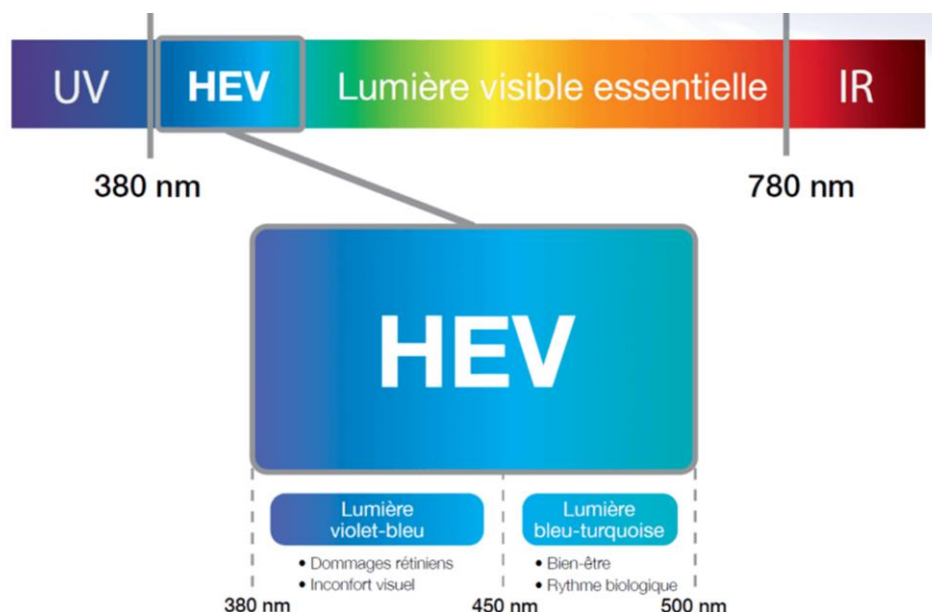 UV HEV Lumière visible essentielle IR
380 nm 780 nm
HEV
Lumière violet-bleu
Lumière bleu-turquoise
• Dommages rétiniens
• Inconfort visuel
• Bien-être
• Rythme biologique
380 nm 450 nm 500 nm